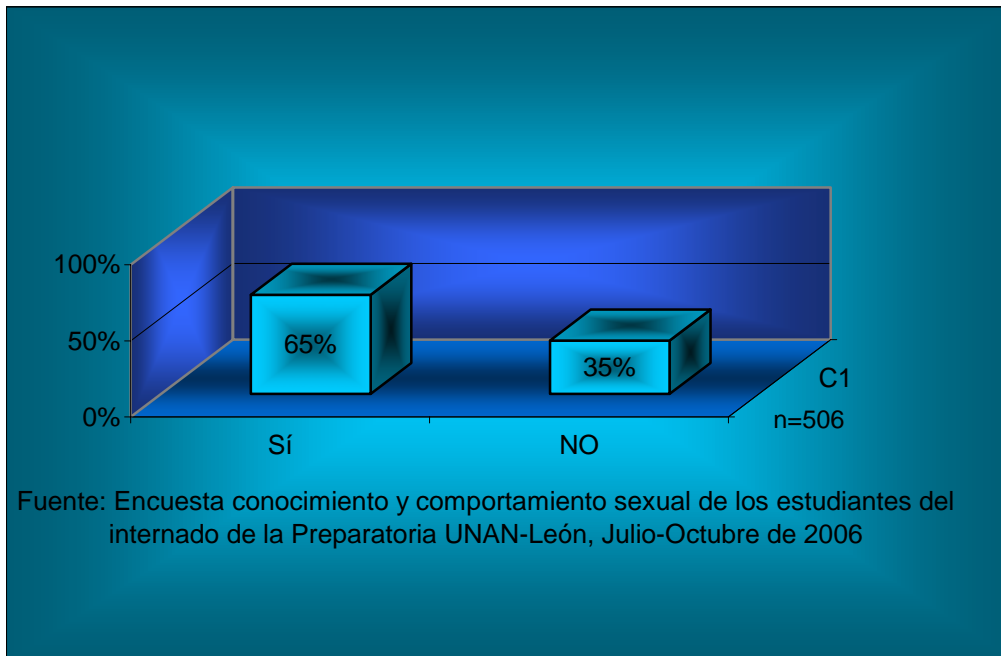 100%
50%
0%
65%
35%
Sí
NO
C1
n=506
Fuente: Encuesta conocimiento y comportamiento sexual de los estudiantes del
internado de la Preparatoria UNAN-León, Julio-Octubre de 2006